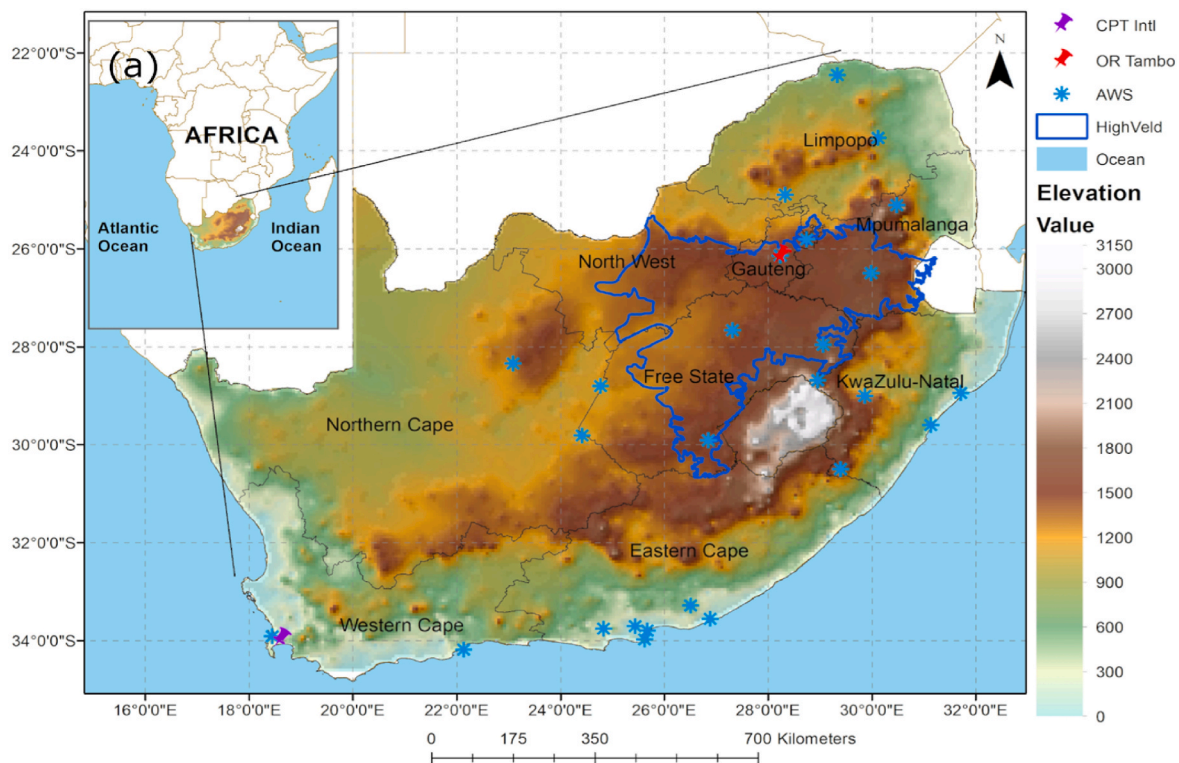 (a)
AFRICA
Atlantic
Ocean
Indian
Ocean
N
22°0'0"S
24°0'0"S
26°0'0"S
28°0'0"S
30°0'0"S
32°0'0"S
34°0'0"S
Limpopo
Mpumalanga
North West
Gauteng
Free State
KwaZulu-Natal
Northern Cape
Eastern Cape
Western Cape
16°0'0"E
18°0'0"E
20°0'0"E
22°0'0"E
24°0'0"E
26°0'0"E
28°0'0"E
30°0'0"E
32°0'0"E
0
175
350
700 Kilometers
CPT Intl
OR Tambo
AWS
HighVeld
Ocean
Elevation
Value
3150
3000
2700
2400
2100
1800
1500
1200
900
600
300
0